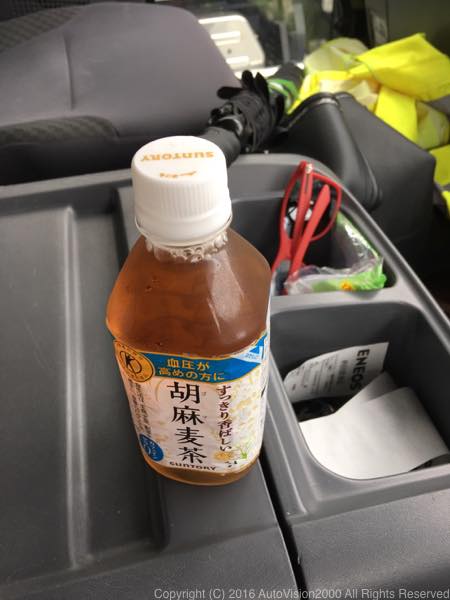 SUNTORY
血圧が
高めの方に
すっきり香ばしい
胡麻麦茶
SUNTORY
ENEOS
Copyright (C) 2016 AutoVision2000 All Rights Reserved.